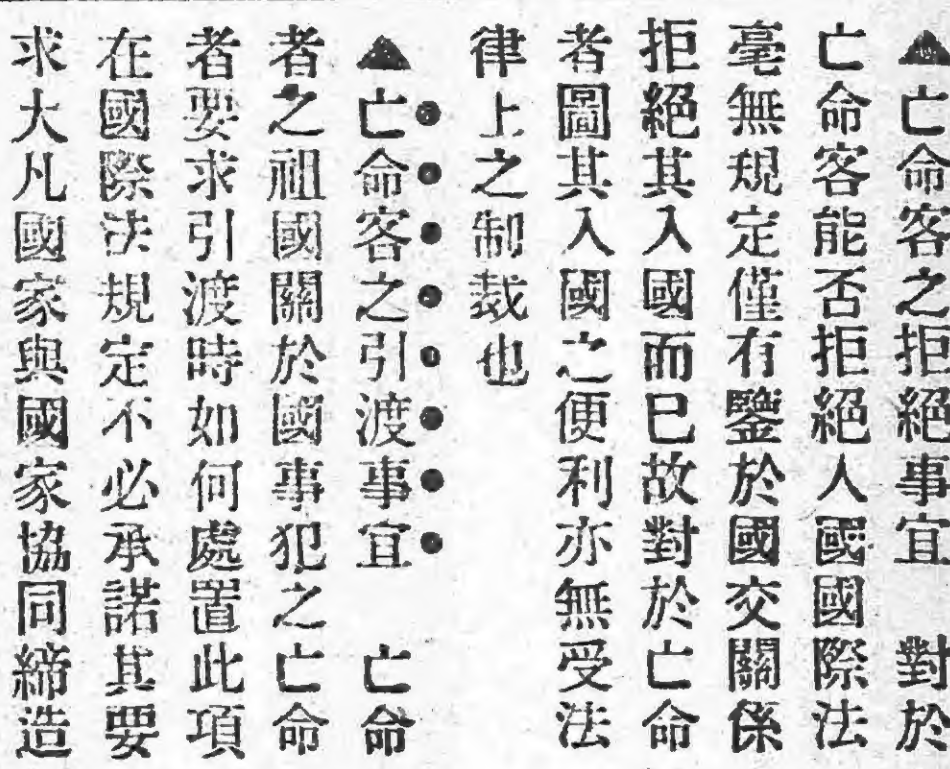 ▲亡命客之拒絕事宜　對於
亡命客能否拒絕人國國際法
毫無規定僅有鑒於國交關係
拒絕其入國而已故對於亡命
者圖其入國之便利亦無受法
律上之制裁也
▲亡命客之引渡事宜　亡命
者之祖國關於國事犯之亡命
者要求引渡時如何處置此項
在國際法規定不必承諾其要
求大凡國家與國家協同締造